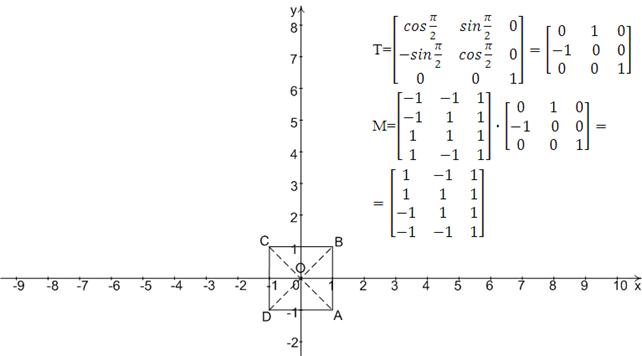 y
8
7
6
5
4
3
2
C 1 B
O
-9 -8 -7 -6 -5 -4 -3 -2 -1 0 1 2 3 4 5 6 7 8 9 10 x
D -1 A
-2
T= [ cos π/2 sin π/2 0 ] [ 0 1 0 ]
[ −sin π/2 cos π/2 0 ] = [ −1 0 0 ]
[ 0 0 1 ] [ 0 0 1 ]
[ −1 −1 1 ] [ 0 1 0 ]
M= [ −1 1 1 ] · [ −1 0 0 ] =
[ 1 1 1 ] [ 0 0 1 ]
[ 1 −1 1 ]
[ 1 −1 1 ]
= [ 1 1 1 ]
[ −1 1 1 ]
[ −1 −1 1 ]